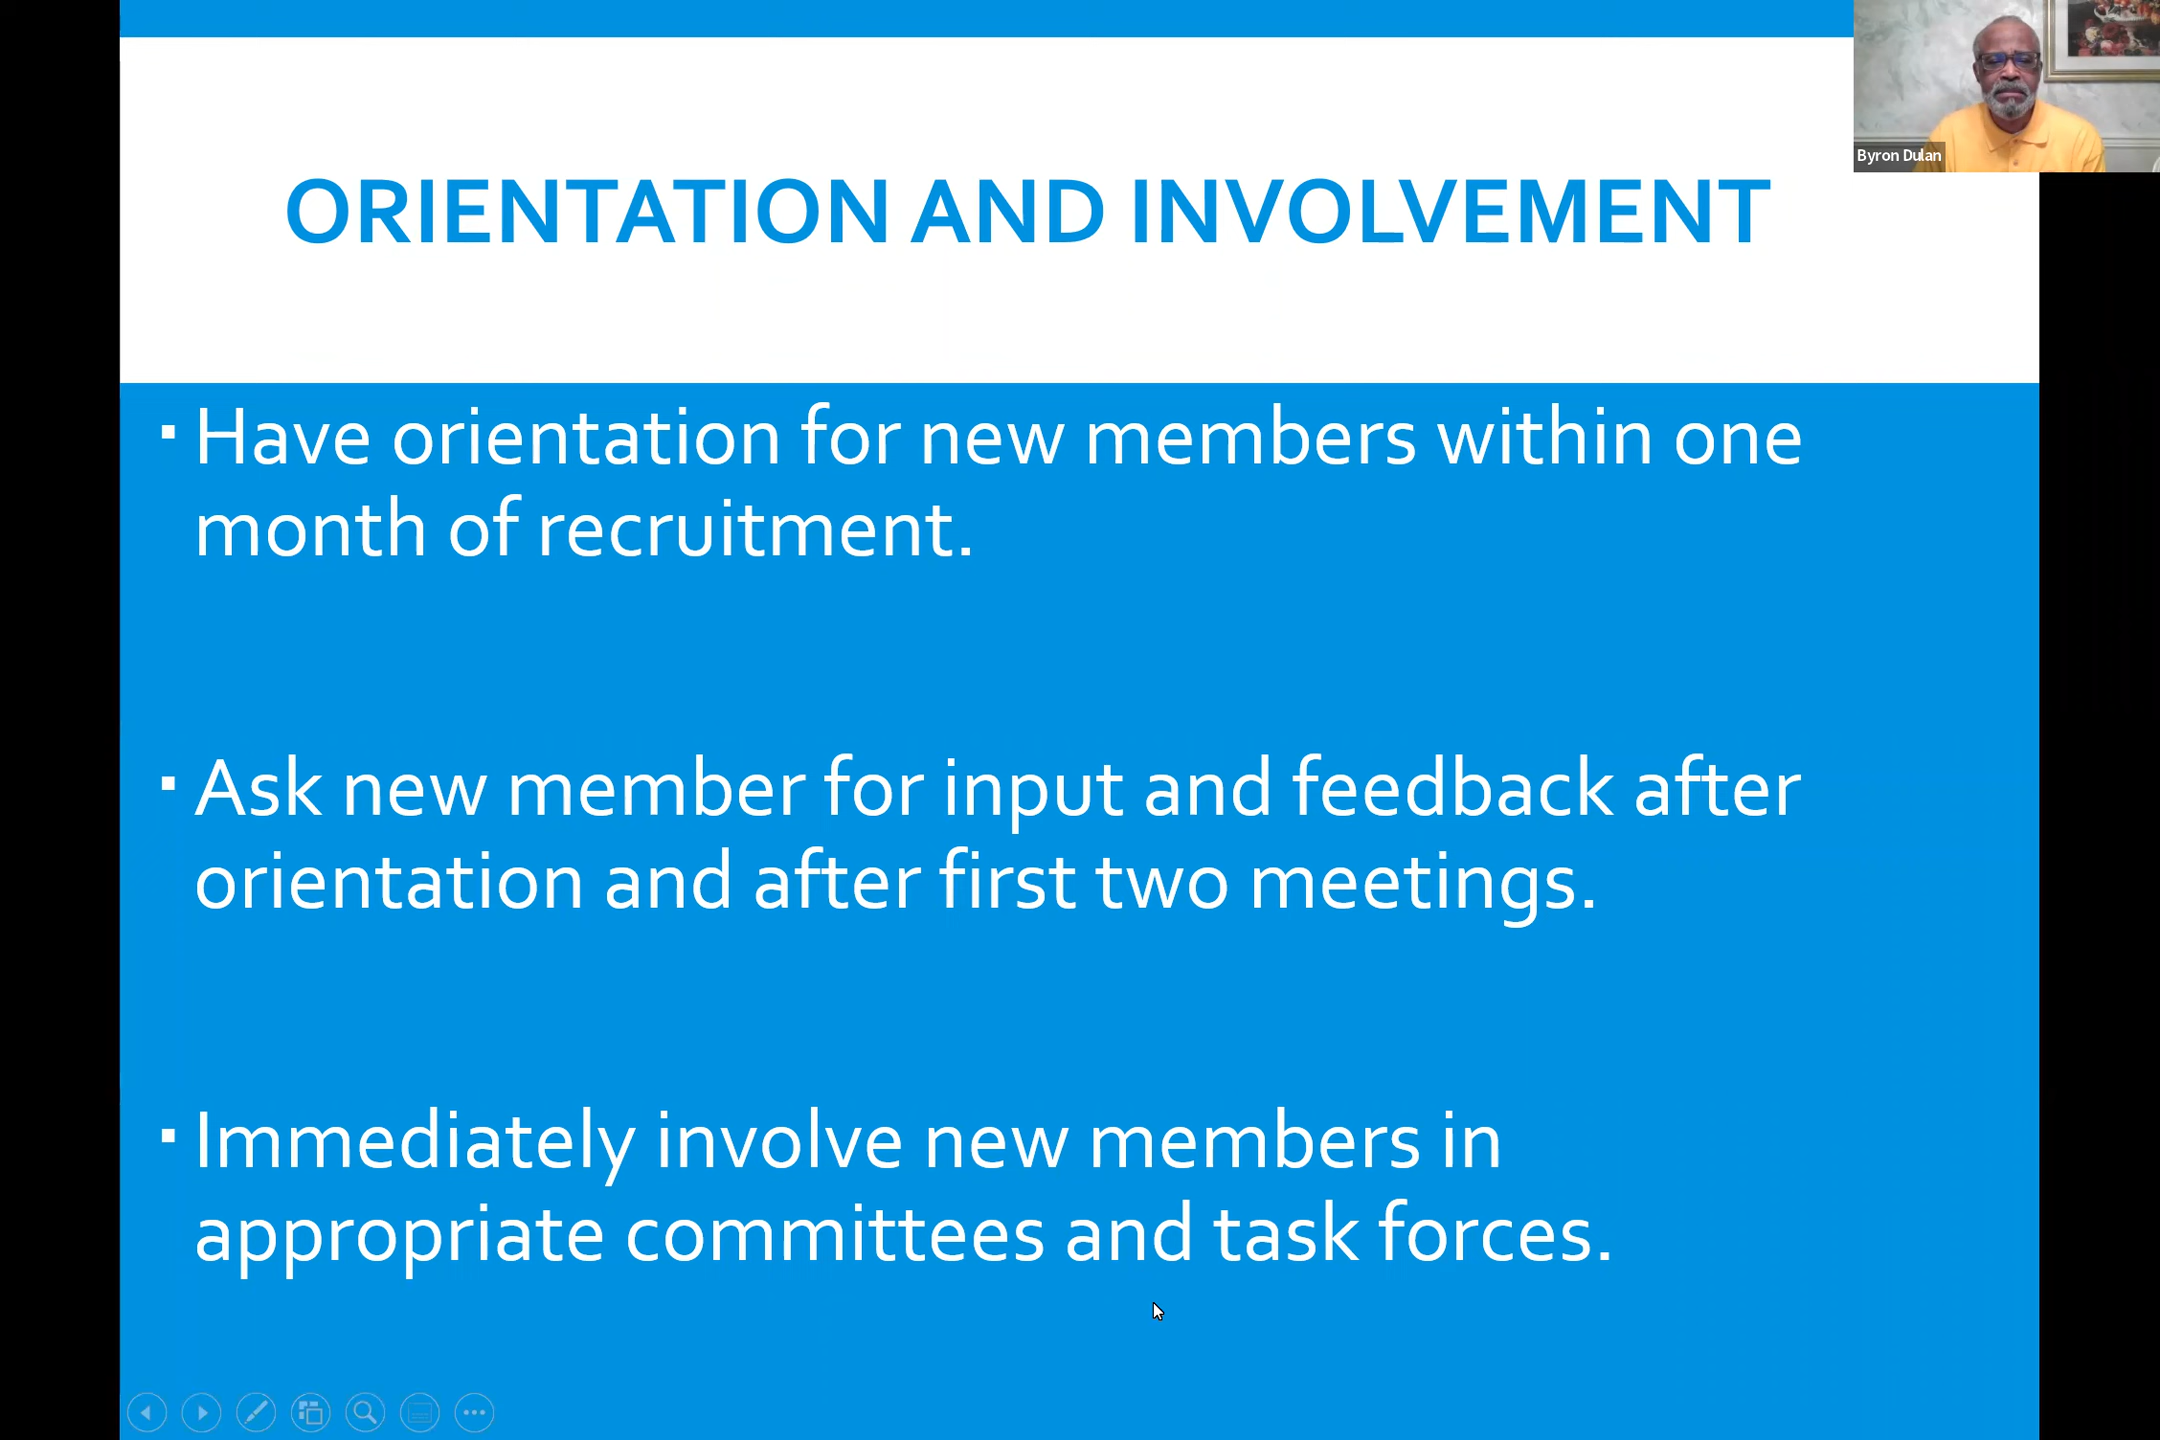 ORIENTATION AND INVOLVEMENT
Byron Dulan
▪ Have orientation for new members within one
month of recruitment.
▪ Ask new member for input and feedback after
orientation and after first two meetings.
▪ Immediately involve new members in
appropriate committees and task forces.